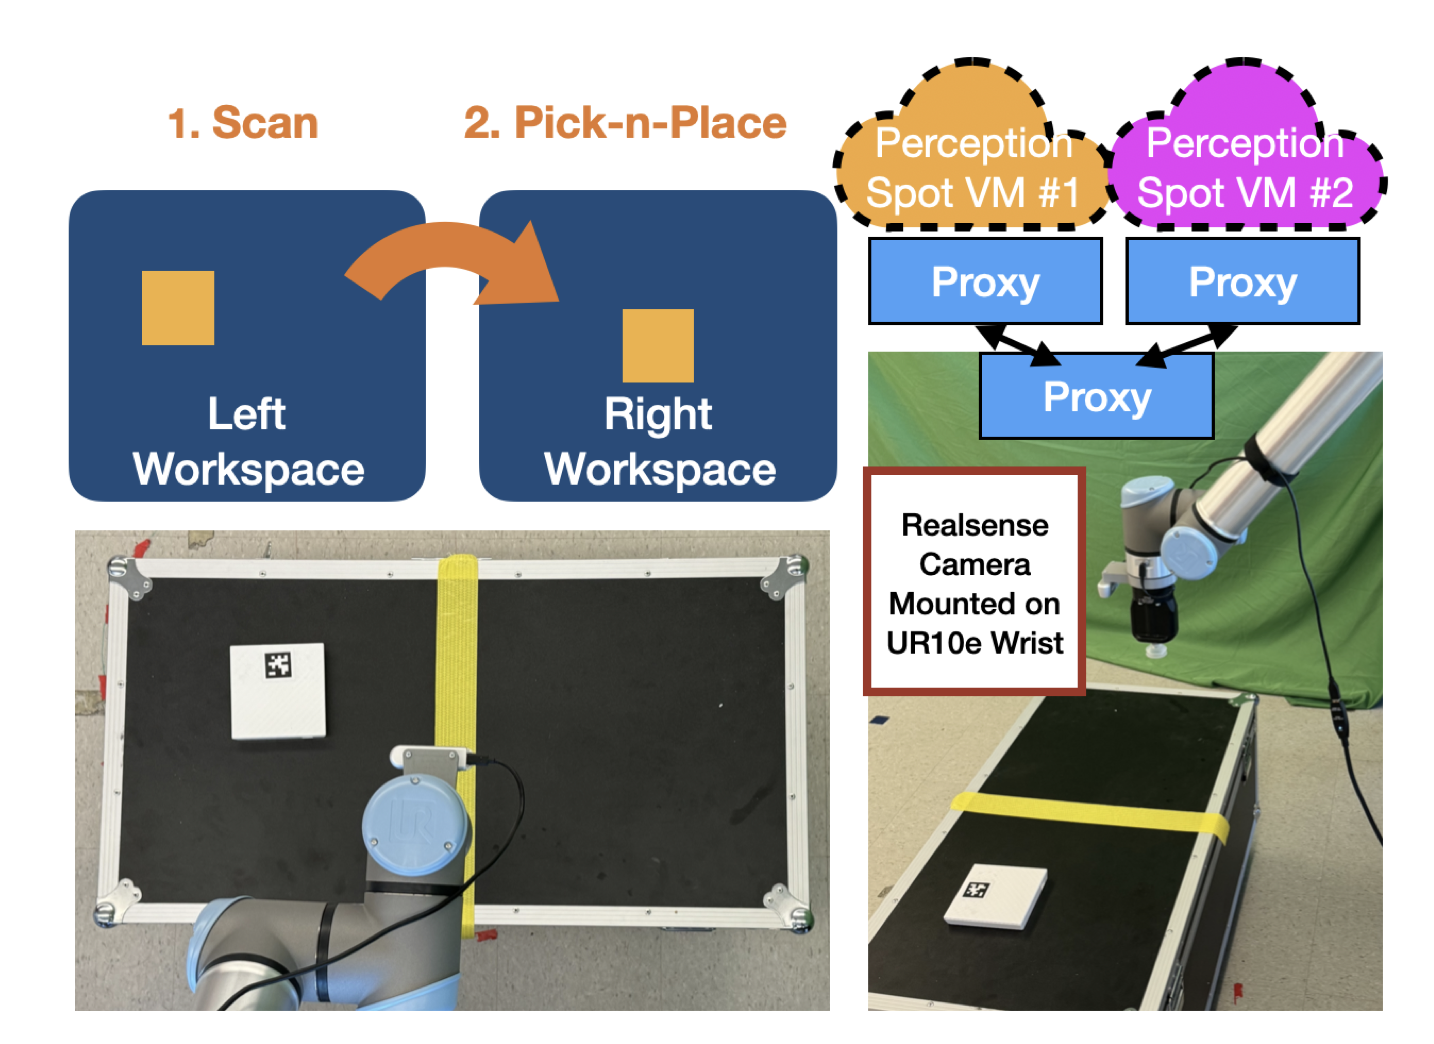 1. Scan
2. Pick-n-Place
Left
Workspace
Right
Workspace
Perception
Spot VM #1
Perception
Spot VM #2
Proxy
Proxy
Proxy
Realsense
Camera
Mounted on
UR10e Wrist
UR